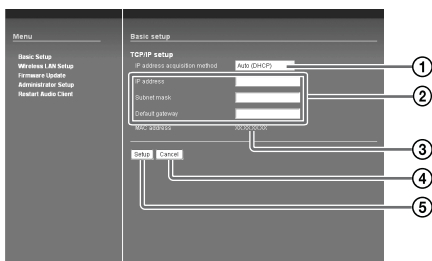 Menu
Basic Setup
Wireless LAN Setup
Firmware Update
Administrator Setup
Restart Audio Client
Basic setup
TCP/IP setup
IP address acquisition method Auto (DHCP)
IP address
Subnet mask
Default gateway
MAC address
Setup Cancel
1
2
3
4
5